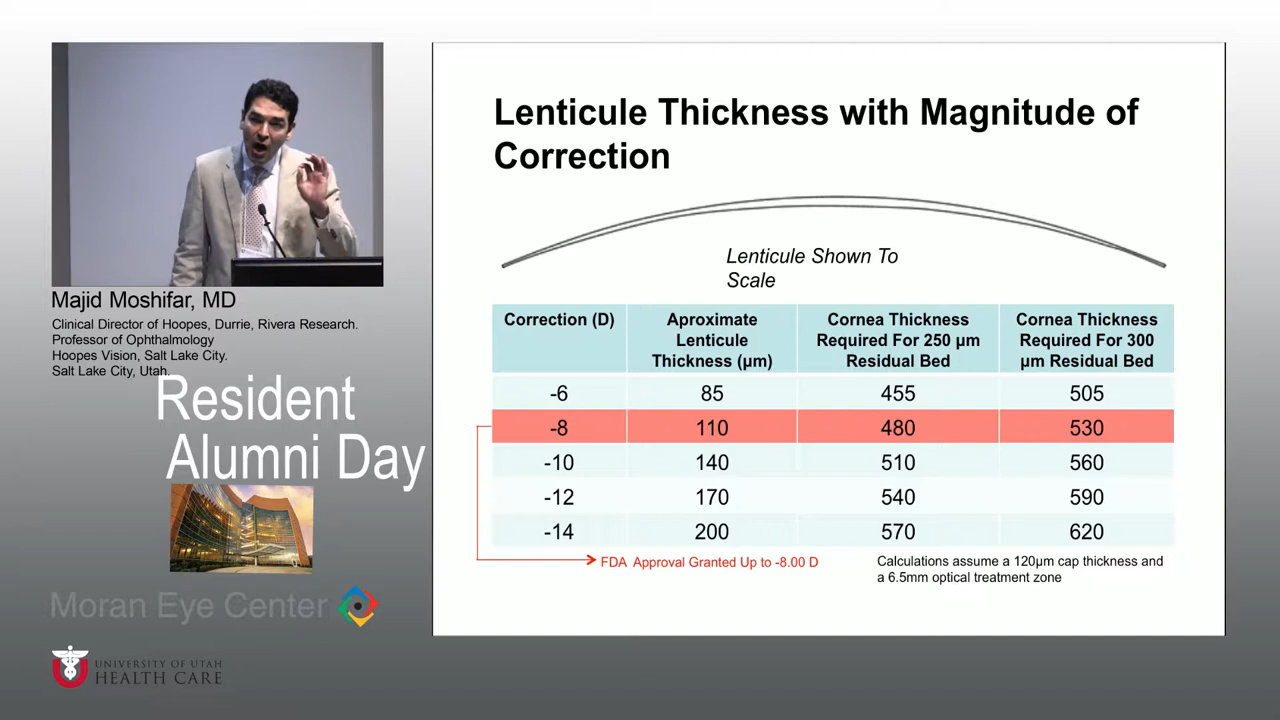 Lenticule Thickness with Magnitude of
Correction
Lenticule Shown To
Scale
Correction (D) Aproximate Lenticule Thickness (µm) Cornea Thickness Required For 250 µm Residual Bed Cornea Thickness Required For 300 µm Residual Bed
-6 85 455 505
-8 110 480 530
-10 140 510 560
-12 170 540 590
-14 200 570 620
FDA Approval Granted Up to -8.00 D
Calculations assume a 120µm cap thickness and
a 6.5mm optical treatment zone
Majid Moshifar, MD
Clinical Director of Hoopes, Durrie, Rivera Research.
Professor of Ophthalmology
Hoopes Vision, Salt Lake City.
Salt Lake City, Utah.
Resident
Alumni Day
Moran Eye Center
UNIVERSITY OF UTAH
HEALTH CARE